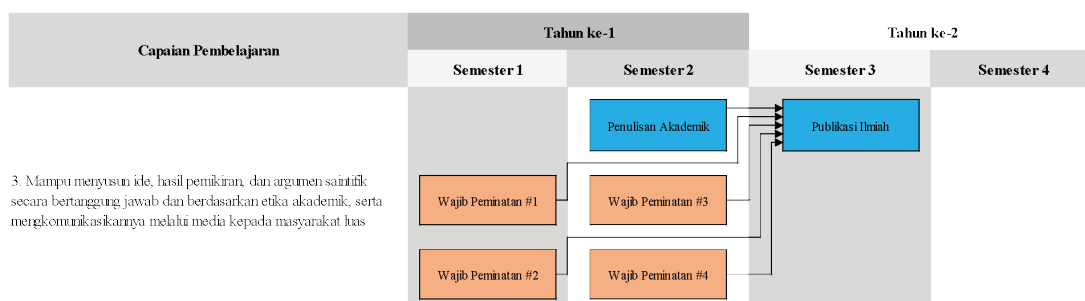 Capaian Pembelajaran
Tahun ke-1
Tahun ke-2
Semester 1
Semester 2
Semester 3
Semester 4
3. Mampu menyusun ide, hasil pemikiran, dan argumen saintifik
secara bertanggung jawab dan berdasarkan etika akademik, serta
mengkomunikasikannya melalui media kepada masyarakat luas
Penulisan Akademik
Publikasi Ilmiah
Wajib Peminatan #1
Wajib Peminatan #3
Wajib Peminatan #2
Wajib Peminatan #4